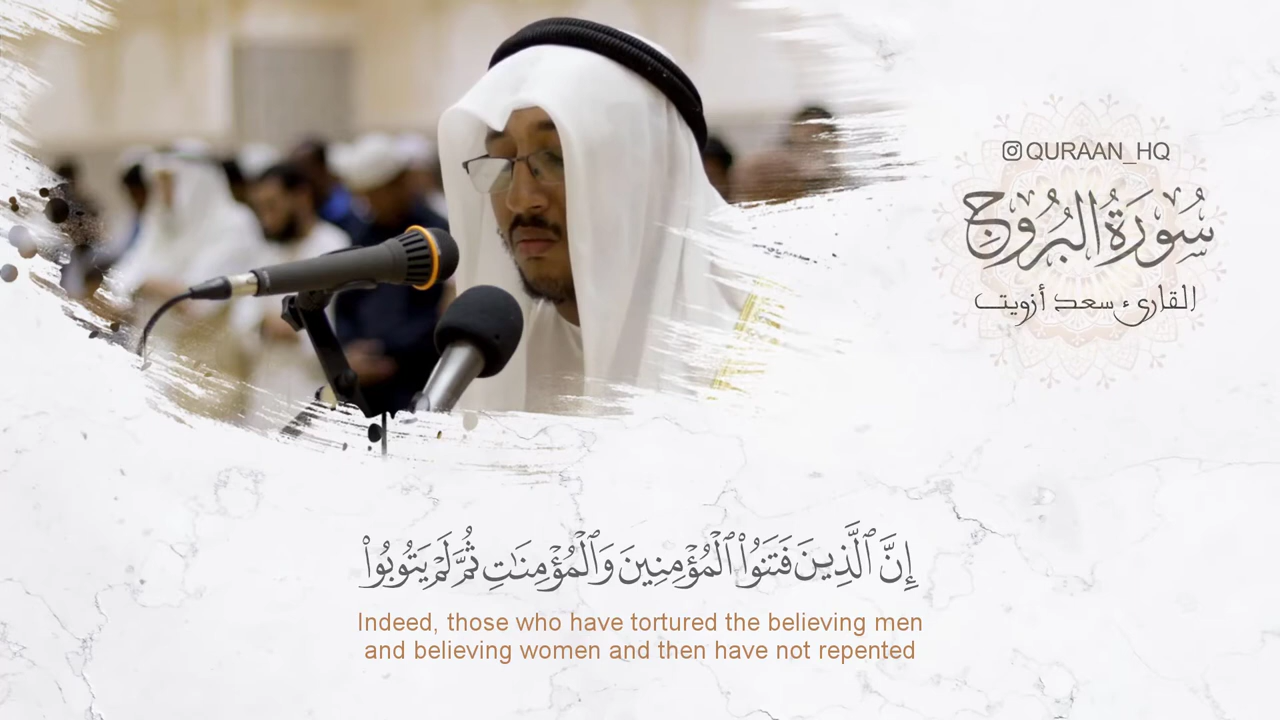 QURAAN_HQ
سُورَةُ البُرُوجِ
القارئ سعد أزويت
إِنَّ ٱلَّذِينَ فَتَنُوا۟ ٱلْمُؤْمِنِينَ وَٱلْمُؤْمِنَـٰتِ ثُمَّ لَمْ يَتُوبُوا۟
Indeed, those who have tortured the believing men
and believing women and then have not repented